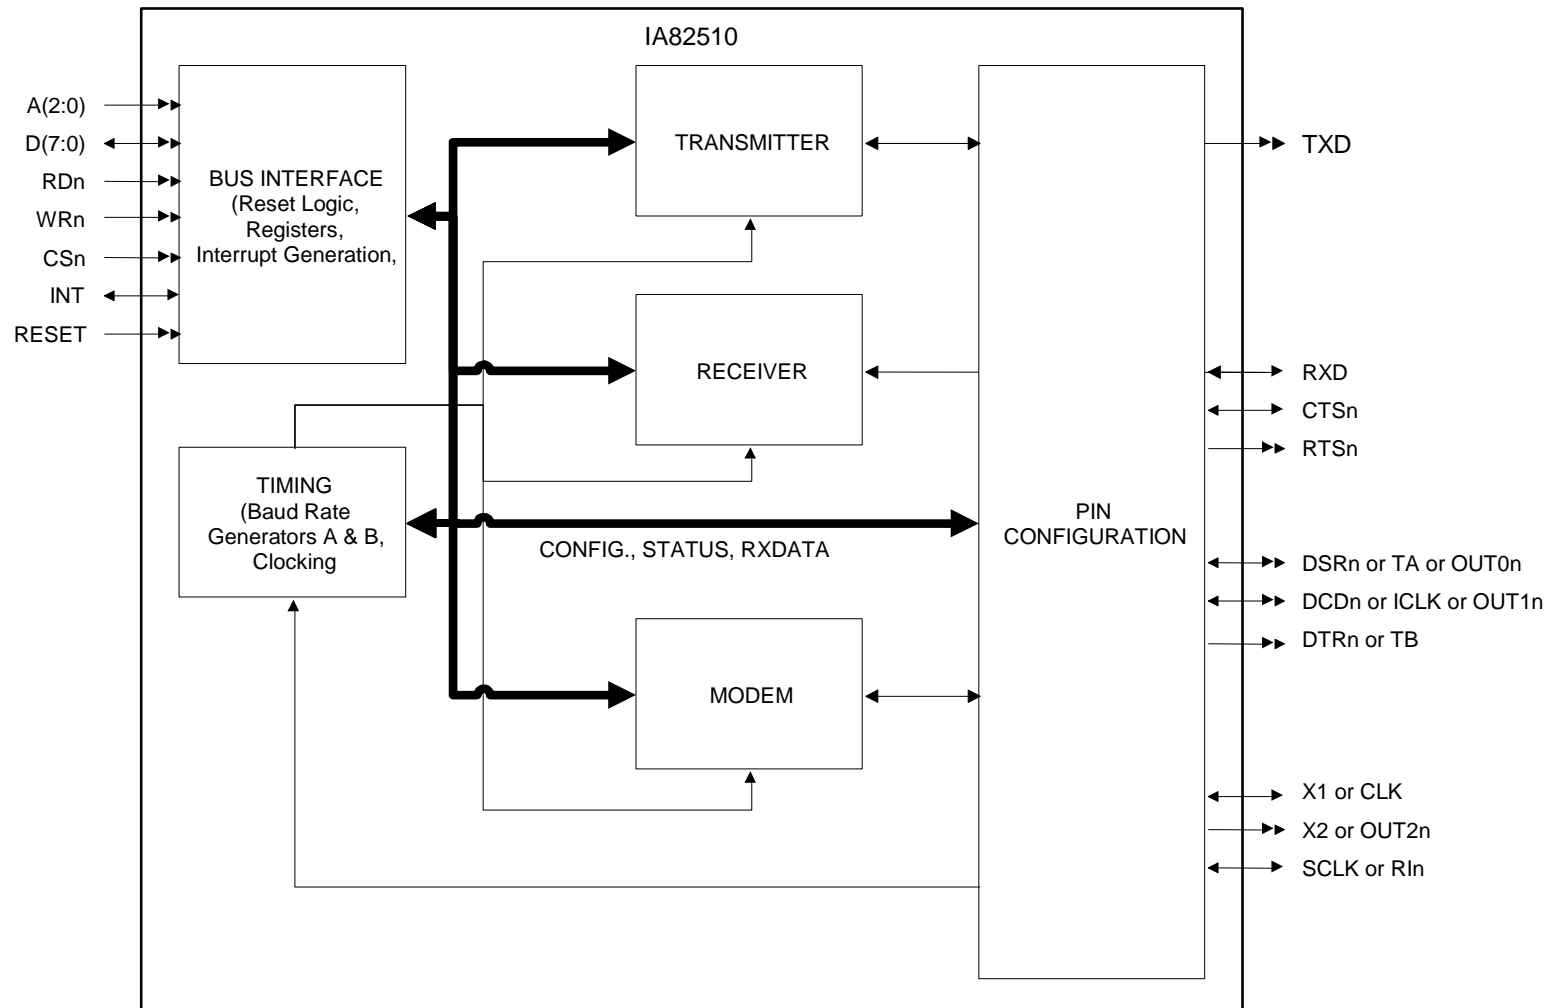 IA82510
A(2:0)
D(7:0)
RDn
WRn
CSn
INT
RESET
BUS INTERFACE
(Reset Logic,
Registers,
Interrupt Generation,
TRANSMITTER
RECEIVER
TIMING
(Baud Rate
Generators A & B,
Clocking
CONFIG., STATUS, RXDATA
MODEM
PIN
CONFIGURATION
TXD
RXD
CTSn
RTSn
DSRn or TA or OUT0n
DCDn or ICLK or OUT1n
DTRn or TB
X1 or CLK
X2 or OUT2n
SCLK or RIn